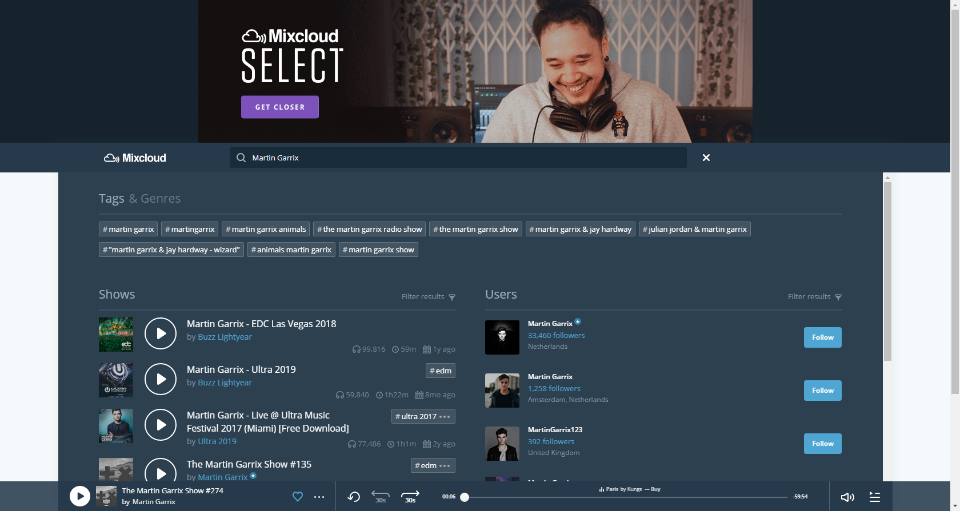 Mixcloud
SELECT
GET CLOSER
Mixcloud
Martin Garrix
Tags & Genres
#martin garrix #martingarrix #martin garrix animals #the martin garrix radio show #the martin garrix show #martin garrix & jay hardway #julian jordan & martin garrix
#"martin garrix & jay hardway - wizard" #animals martin garrix #martin garrix show
Shows
Filter results
Users
Filter results
Martin Garrix - EDC Las Vegas 2018
by Buzz Lightyear
99,816 59m 1y ago
Martin Garrix - Ultra 2019
#edm
by Buzz Lightyear
59,840 1h22m 8mo ago
Martin Garrix - Live @ Ultra Music
Festival 2017 (Miami) [Free Download]
#ultra 2017 •••
by Ultra 2019
77,486 1h1m 2y ago
The Martin Garrix Show #135
#edm •••
by Martin Garrix
Martin Garrix
33,460 followers
Netherlands
Follow
Martin Garrix
1,258 followers
Amsterdam, Netherlands
Follow
MartinGarrix123
392 followers
United Kingdom
Follow
The Martin Garrix Show #274
by Martin Garrix
30s
30s
00:06
Paris by Kungs — Buy
-59:54